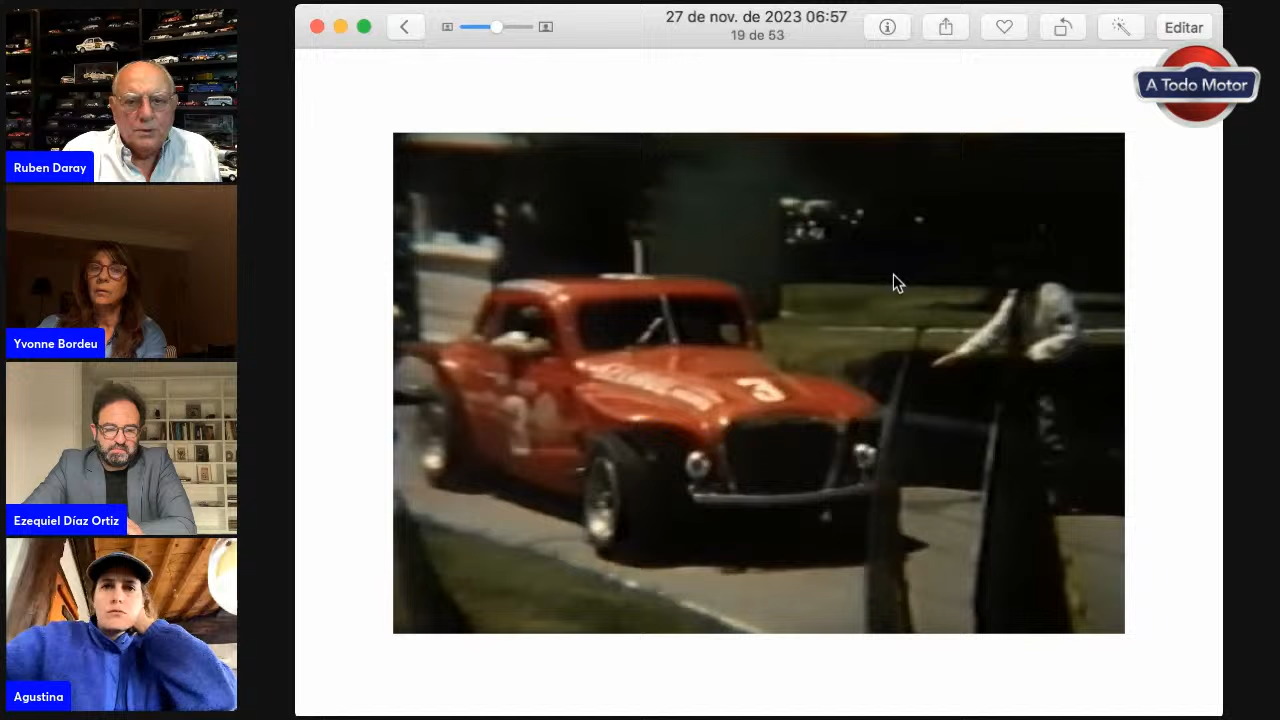 27 de nov. de 2023 06:57
19 de 53
Editar
A Todo Motor
Ruben Daray
Yvonne Bordeu
Ezequiel Díaz Ortiz
Agustina
3
3